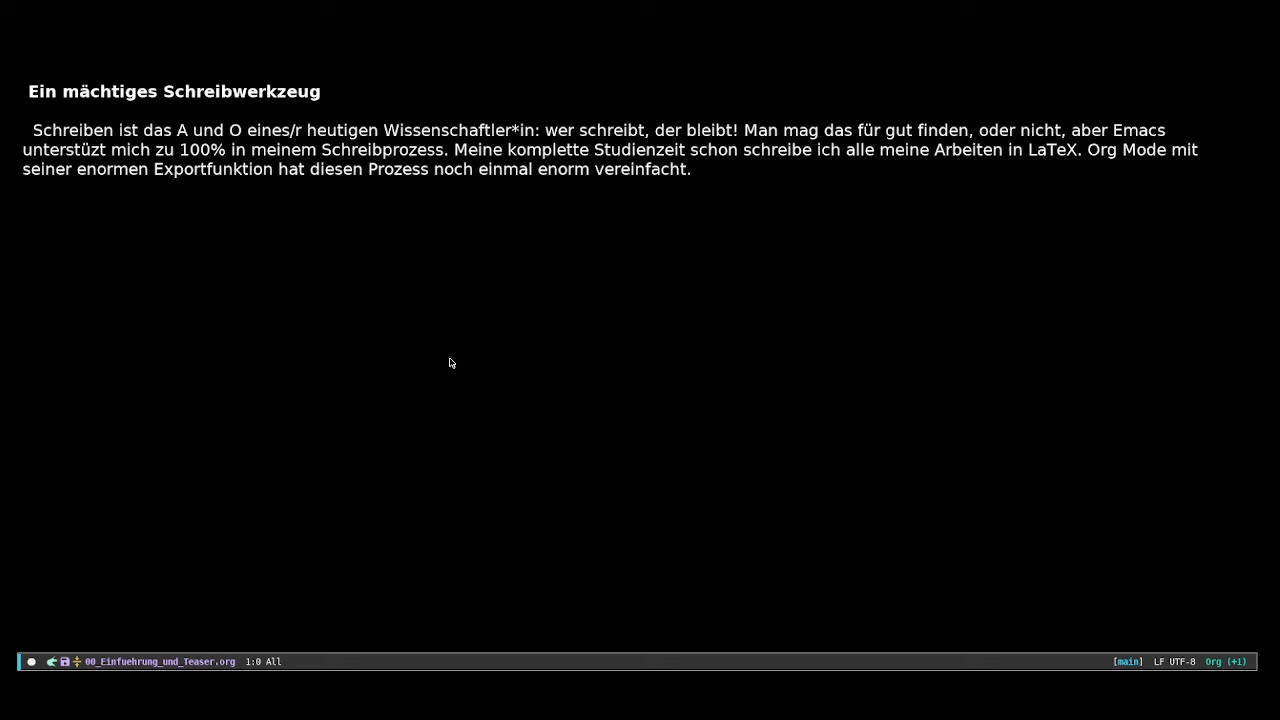 Ein mächtiges Schreibwerkzeug
Schreiben ist das A und O eines/r heutigen Wissenschaftler*in: wer schreibt, der bleibt! Man mag das für gut finden, oder nicht, aber Emacs
unterstüzt mich zu 100% in meinem Schreibprozess. Meine komplette Studienzeit schon schreibe ich alle meine Arbeiten in LaTeX. Org Mode mit
seiner enormen Exportfunktion hat diesen Prozess noch einmal enorm vereinfacht.
00_Einfuehrung_und_Teaser.org 1:0 All [main] LF UTF-8 Org (+1)